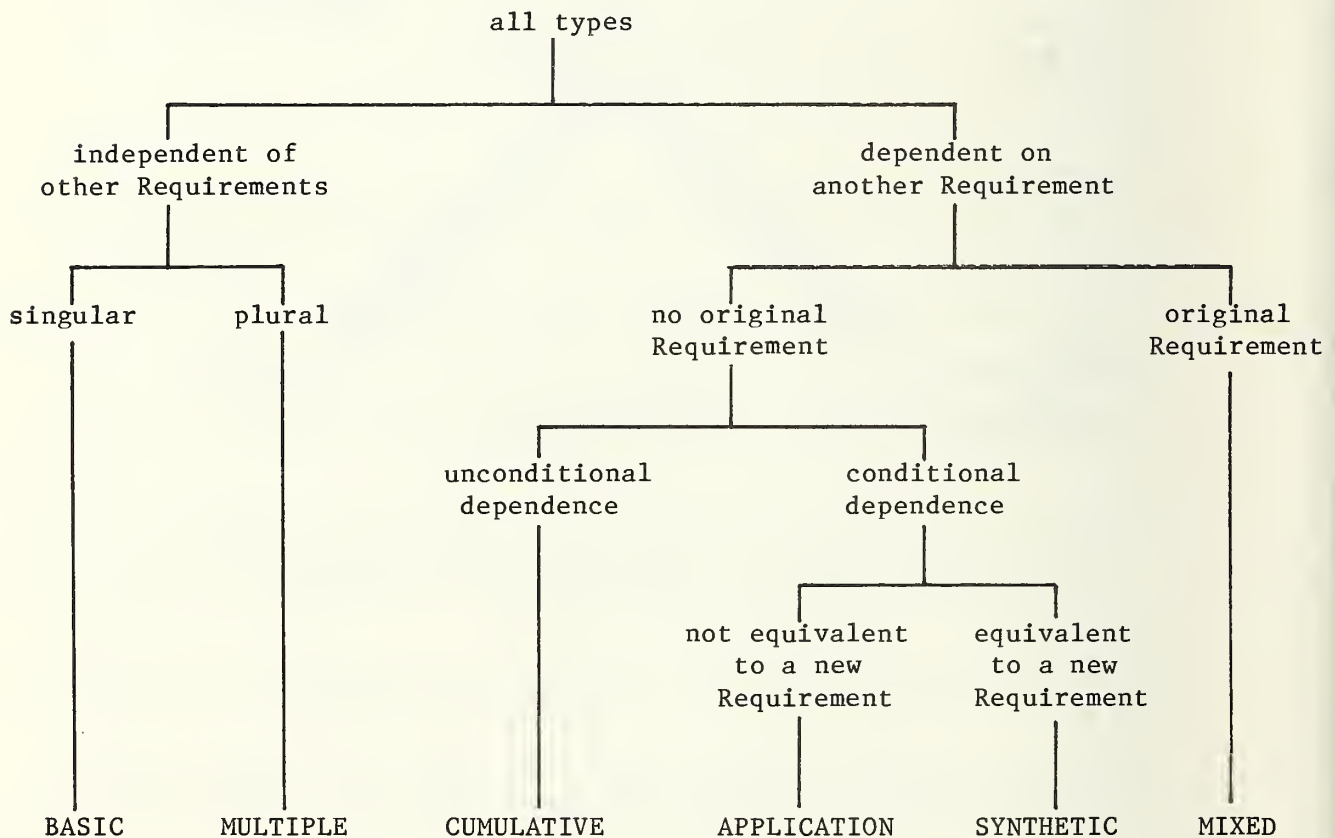 all types
independent of
other Requirements
dependent on
another Requirement
singular
plural
no original
Requirement
original
Requirement
unconditional
dependence
conditional
dependence
not equivalent
to a new
Requirement
equivalent
to a new
Requirement
BASIC
MULTIPLE
CUMULATIVE
APPLICATION
SYNTHETIC
MIXED